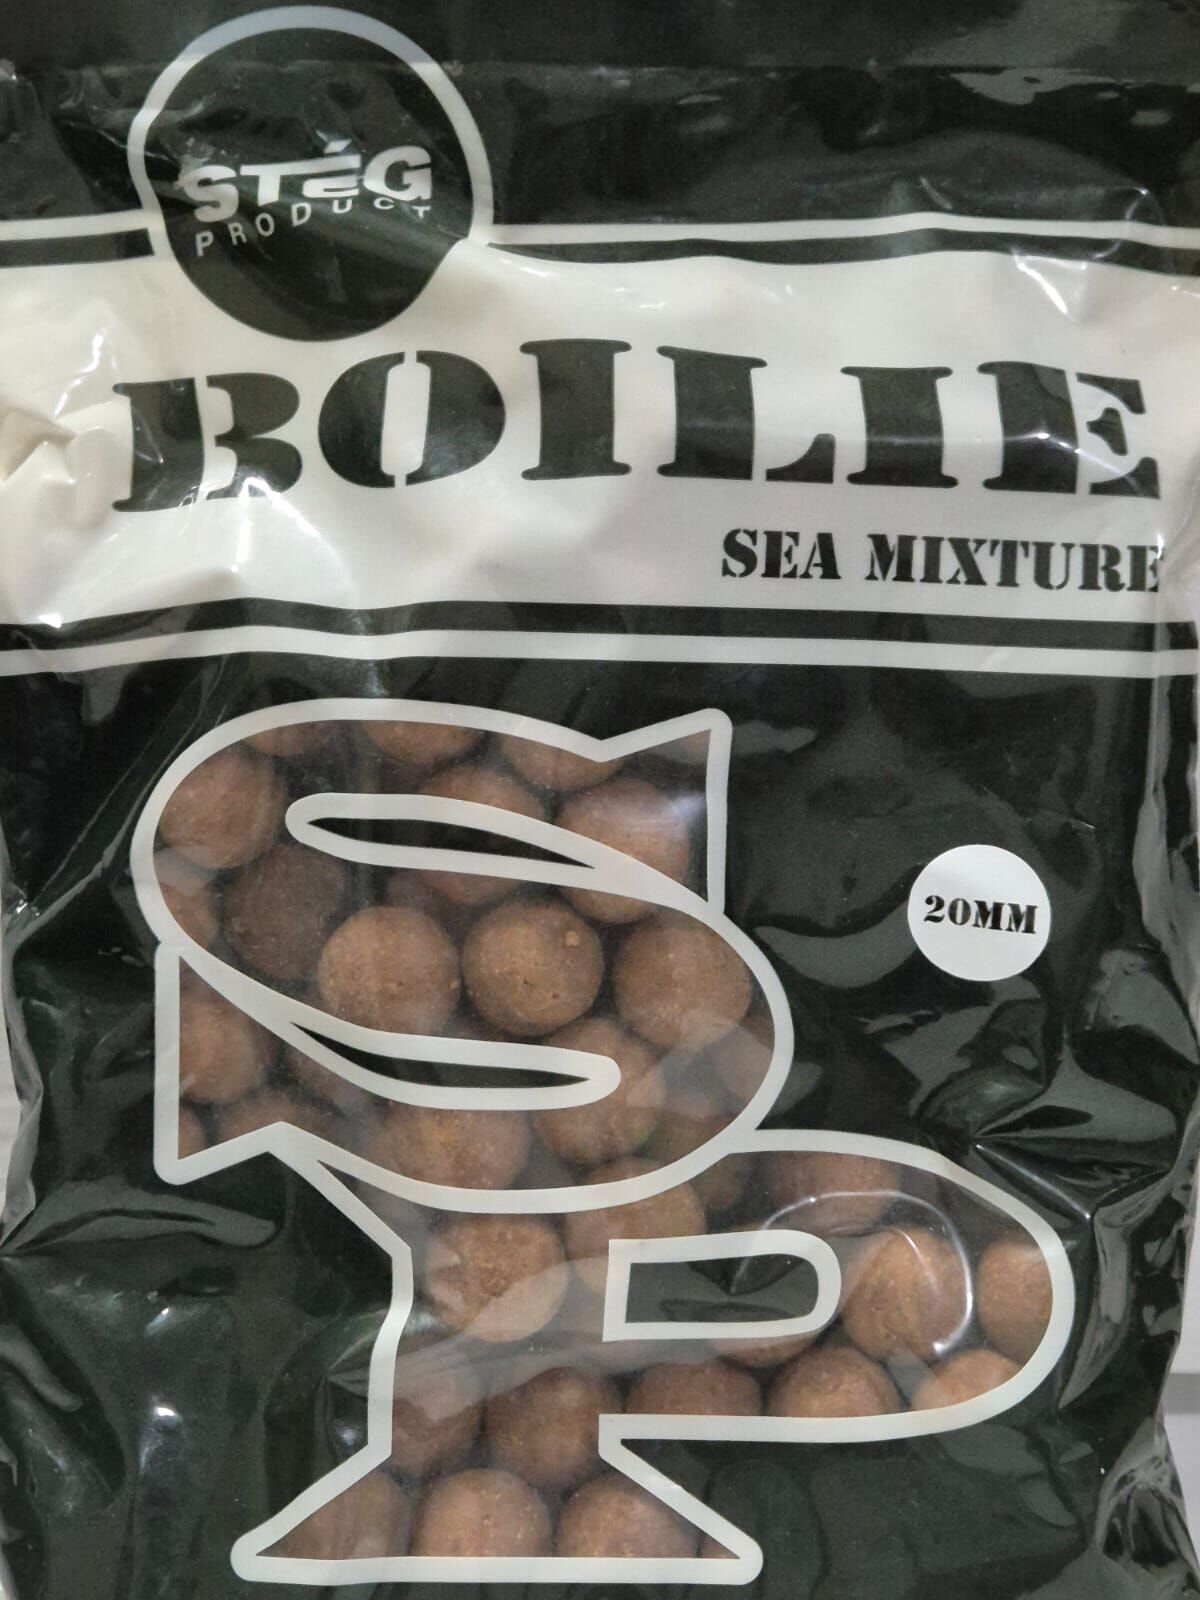 STÉG
PRODUCT
BOILIE
SEA MIXTURE
20MM
SP